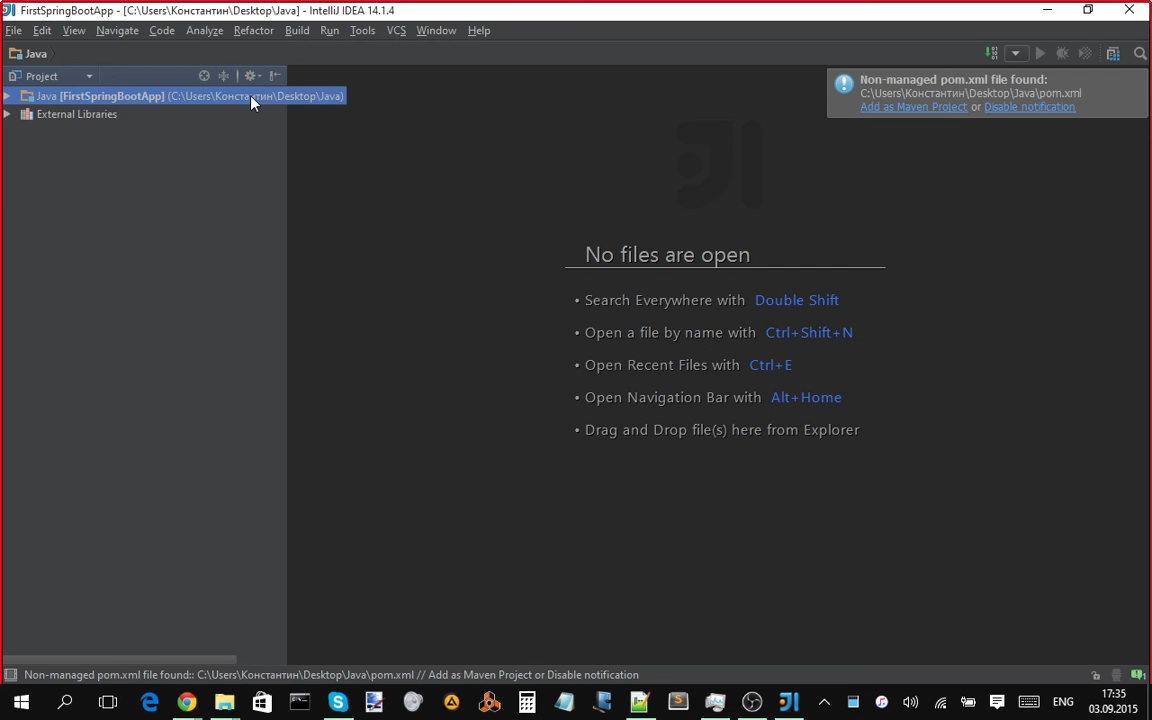 FirstSpringBootApp - [C:\Users\Константин\Desktop\Java] - IntelliJ IDEA 14.1.4
File Edit View Navigate Code Analyze Refactor Build Run Tools VCS Window Help
Java
Project
Java [FirstSpringBootApp] (C:\Users\Константин\Desktop\Java)
External Libraries
Non-managed pom.xml file found:
C:\Users\Константин\Desktop\Java\pom.xml
Add as Maven Project or Disable notification
No files are open
• Search Everywhere with Double Shift
• Open a file by name with Ctrl+Shift+N
• Open Recent Files with Ctrl+E
• Open Navigation Bar with Alt+Home
• Drag and Drop file(s) here from Explorer
Non-managed pom.xml file found:: C:\Users\Константин\Desktop\Java\pom.xml // Add as Maven Project or Disable notification
ENG
17:35
03.09.2015